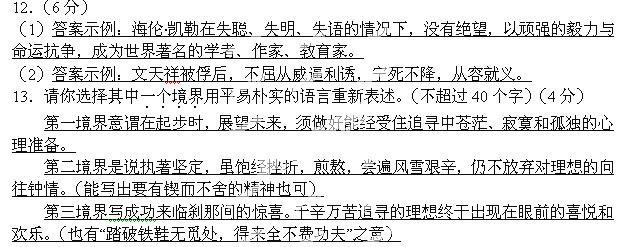 12．（6分）
（1）答案示例：海伦·凯勒在失聪、失明、失语的情况下，没有绝望，以顽强的毅力与
命运抗争，成为世界著名的学者、作家、教育家。
（2）答案示例：文天祥被俘后，不屈从威逼利诱，宁死不降，从容就义。
13．请你选择其中一个境界用平易朴实的语言重新表述。（不超过40个字）（4分）
第一境界意谓在起步时，展望未来，须做好能经受住追寻中苍茫、寂寞和孤独的心
理准备。
第二境界是说执著坚定，虽饱经挫折，煎熬，尝遍风雪艰辛，仍不放弃对理想的向
往钟情。（能写出要有锲而不舍的精神也可）
第三境界写成功来临刹那间的惊喜。千辛万苦追寻的理想终于出现在眼前的喜悦和
欢乐。（也有“踏破铁鞋无觅处，得来全不费功夫”之意）